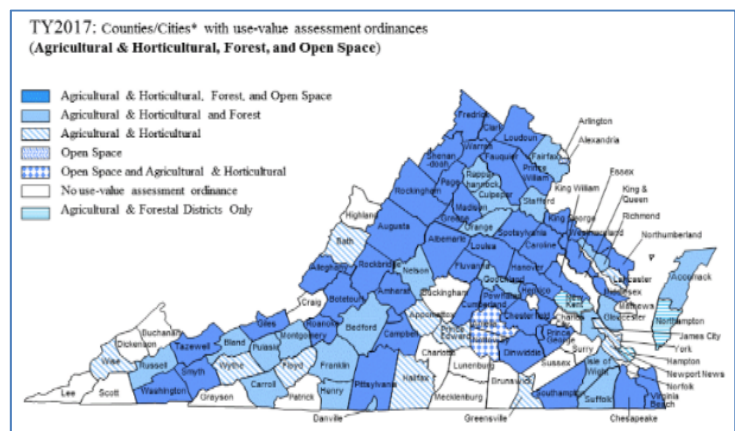 TY2017: Counties/Cities* with use-value assessment ordinances
(Agricultural & Horticultural, Forest, and Open Space)
Agricultural & Horticultural, Forest, and Open Space
Agricultural & Horticultural and Forest
Agricultural & Horticultural
Open Space
Open Space and Agricultural & Horticultural
No use-value assessment ordinance
Agricultural & Forestal Districts Only
Fredrick
Clark
Loudoun
Arlington
Alexandria
Warren
Fairfax
Shenan-
doah
Fauquier
Prince
William
Page
Rappa-
hannock
Culpeper
Essex
Rockingham
Madison
Stafford
King William
King &
Queen
Highland
Greene
Orange
King George
Richmond
Augusta
Spotsylvania
Westmoreland
Northumberland
Bath
Albemarle
Louisa
Caroline
Rockbridge
Nelson
Fluvanna
Hanover
Lancaster
Accomack
Alleghany
Goochland
Middlesex
Buckingham
Powhatan
Henrico
New
Kent
Mathews
Craig
Botetourt
Amherst
Cumberland
Gloucester
Northampton
Appomattox
Chesterfield
Charles
James City
Buchanan
Giles
Roanoke
Bedford
Campbell
Prince
Edward
Amelia
Nottoway
Prince
George
York
Dickenson
Montgomery
Surry
Hampton
Wise
Tazewell
Bland
Pulaski
Franklin
Charlotte
Dinwiddie
Sussex
Isle of
Wight
Newport News
Russell
Smyth
Wythe
Floyd
Lunenburg
Norfolk
Lee
Scott
Washington
Grayson
Carroll
Patrick
Henry
Pittsylvania
Halifax
Mecklenburg
Brunswick
Southampton
Suffolk
Virginia
Beach
Danville
Greensville
Chesapeake